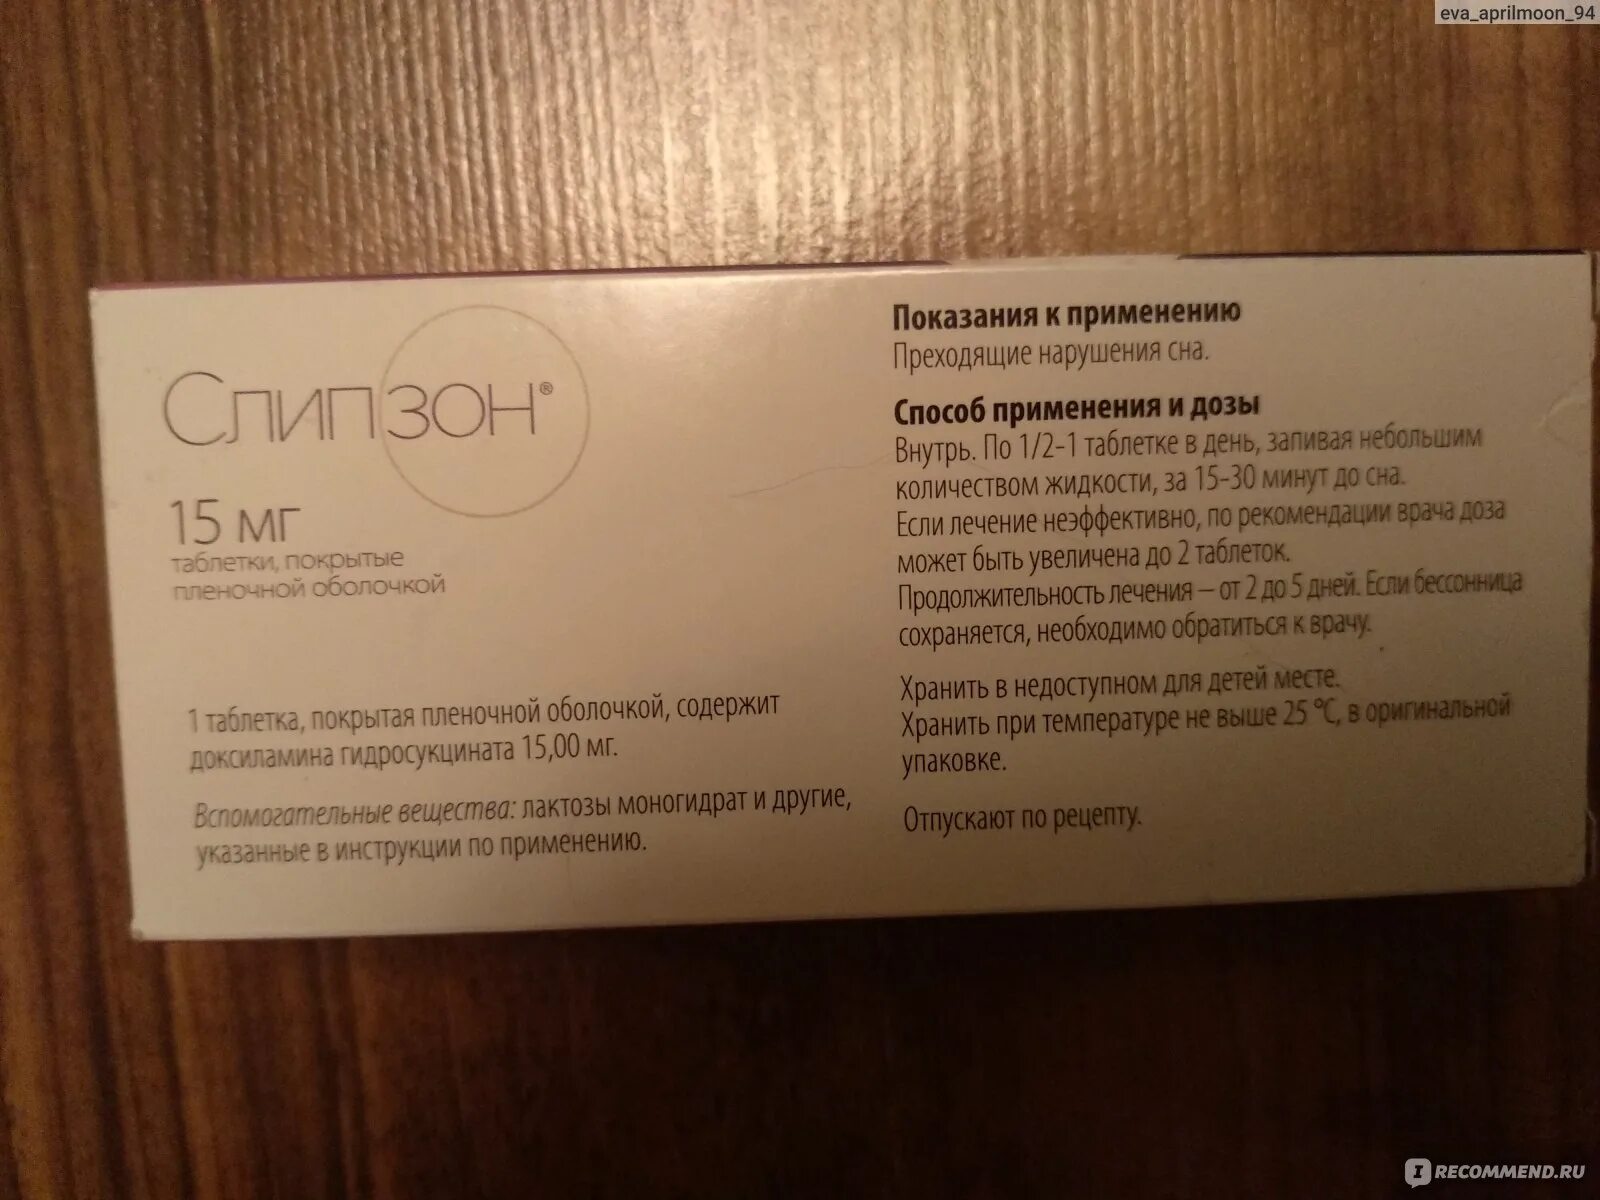 eva_aprilmoon_94
Слипзон®
15 мг
таблетки, покрытые
пленочной оболочкой
1 таблетка, покрытая пленочной оболочкой, содержит
доксиламина гидросукцината 15,00 мг.
Вспомогательные вещества: лактозы моногидрат и другие,
указанные в инструкции по применению.
Показания к применению
Преходящие нарушения сна.
Способ применения и дозы
Внутрь. По 1/2-1 таблетке в день, запивая небольшим
количеством жидкости, за 15-30 минут до сна.
Если лечение неэффективно, по рекомендации врача доза
может быть увеличена до 2 таблеток.
Продолжительность лечения – от 2 до 5 дней. Если бессонница
сохраняется, необходимо обратиться к врачу.
Хранить в недоступном для детей месте.
Хранить при температуре не выше 25 °С, в оригинальной
упаковке.
Отпускают по рецепту.
RECOMMEND.RU